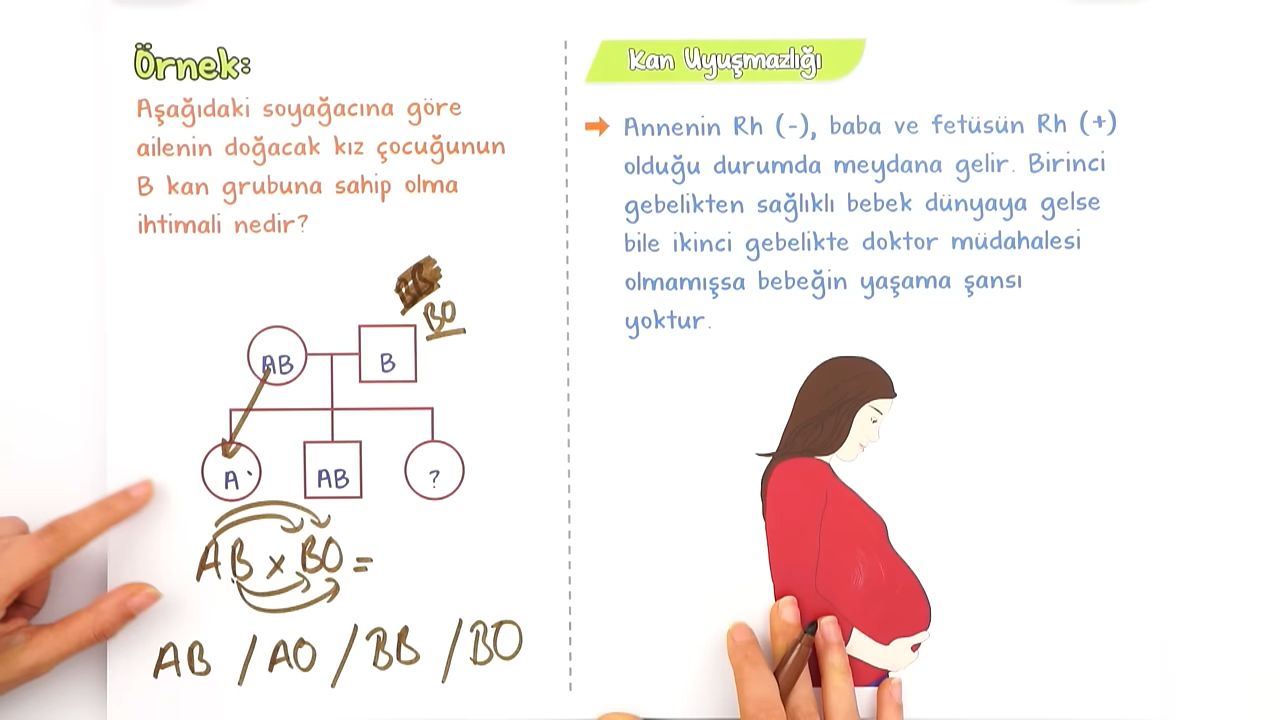 Örnek:
Aşağıdaki soyağacına göre
ailenin doğacak kız çocuğunun
B kan grubuna sahip olma
ihtimali nedir?
BO
AB
B
A
AB
?
AB x BO =
AB / AO / BB / BO
Kan Uyuşmazlığı
Annenin Rh (-), baba ve fetüsün Rh (+)
olduğu durumda meydana gelir. Birinci
gebelikten sağlıklı bebek dünyaya gelse
bile ikinci gebelikte doktor müdahalesi
olmamışsa bebeğin yaşama şansı
yoktur.